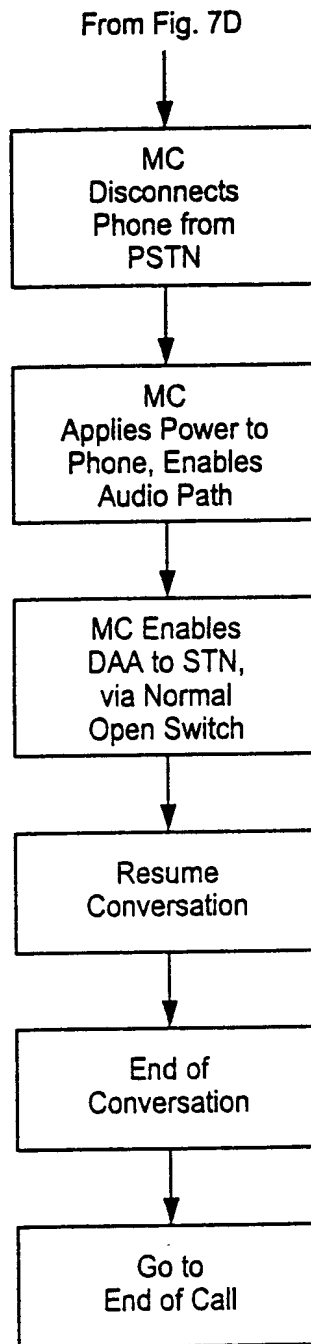 From Fig. 7D
MC
Disconnects
Phone from
PSTN
MC
Applies Power to
Phone, Enables
Audio Path
MC Enables
DAA to STN,
via Normal
Open Switch
Resume
Conversation
End of
Conversation
Go to
End of Call